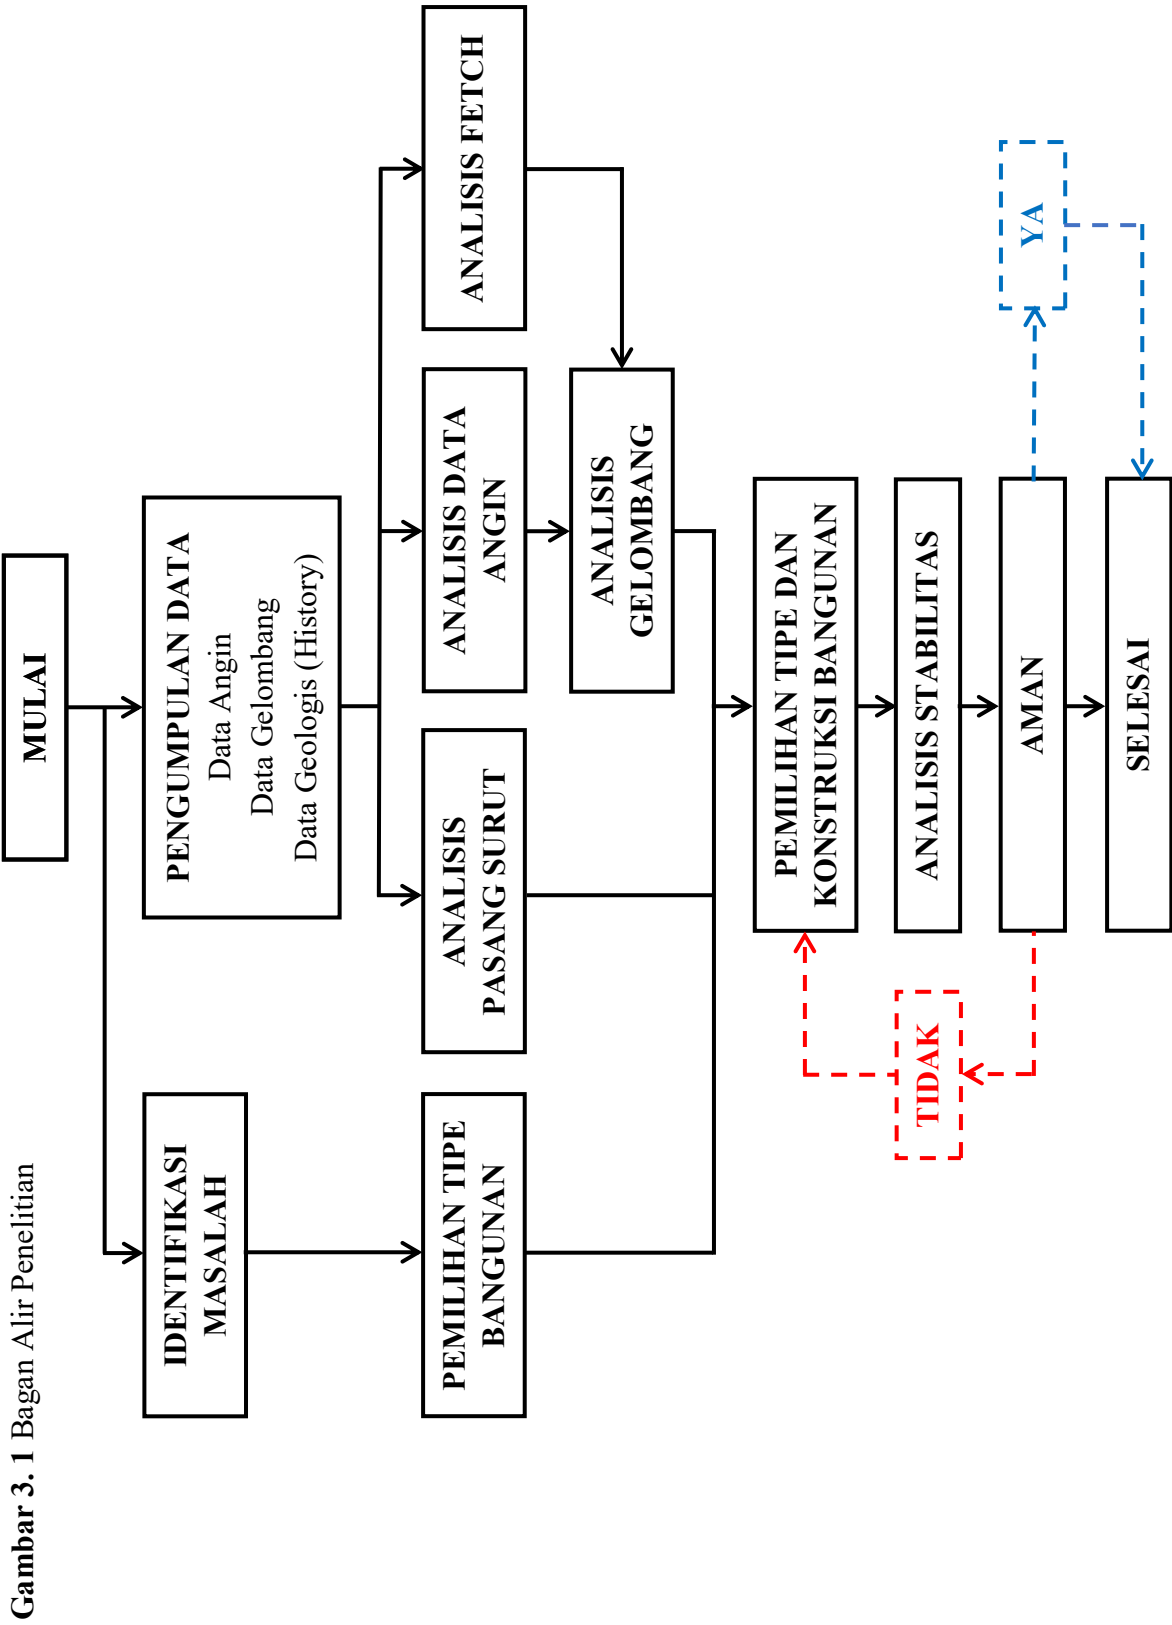 Gambar 3. 1 Bagan Alir Penelitian
MULAI
IDENTIFIKASI
MASALAH
PENGUMPULAN DATA
Data Angin
Data Gelombang
Data Geologis (History)
PEMILIHAN TIPE
BANGUNAN
ANALISIS
PASANG SURUT
ANALISIS DATA
ANGIN
ANALISIS FETCH
ANALISIS
GELOMBANG
PEMILIHAN TIPE DAN
KONSTRUKSI BANGUNAN
ANALISIS STABILITAS
TIDAK
AMAN
YA
SELESAI